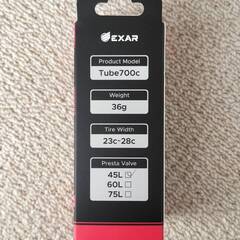 EXAR
Product Model
Tube700c
Weight
36g
Tire Width
23c-28c
Presta Valve
45L
60L
75L